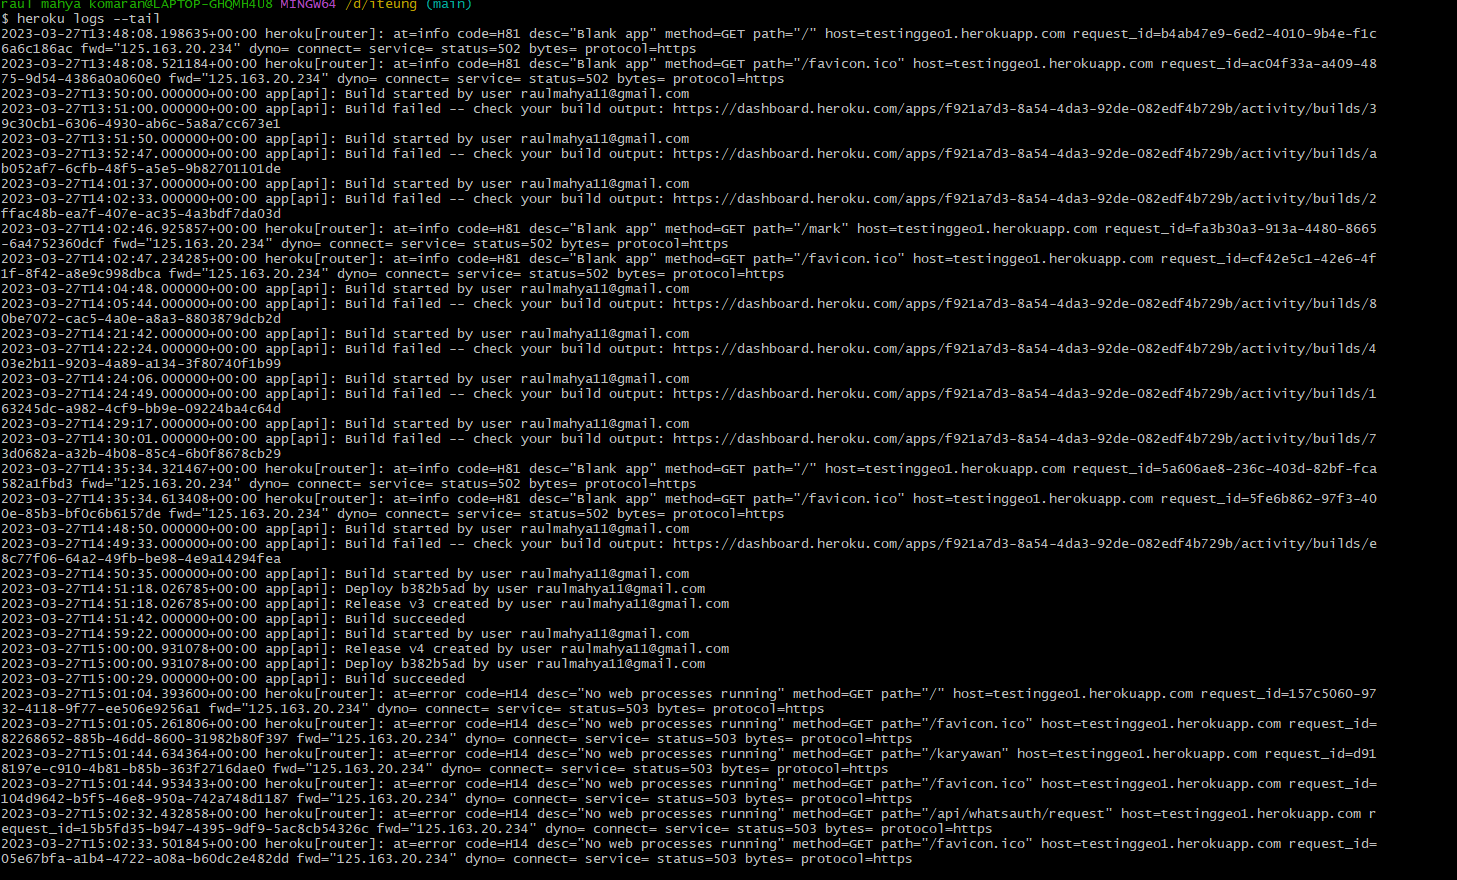 raul mahya komaran@LAPTOP-GHQMH4U8 MINGW64 /d/iteung (main)
$ heroku logs --tail
2023-03-27T13:48:08.198635+00:00 heroku[router]: at=info code=H81 desc="Blank app" method=GET path="/" host=testinggeo1.herokuapp.com request_id=b4ab47e9-6ed2-4010-9b4e-f1c
6a6c186ac fwd="125.163.20.234" dyno= connect= service= status=502 bytes= protocol=https
2023-03-27T13:48:08.521184+00:00 heroku[router]: at=info code=H81 desc="Blank app" method=GET path="/favicon.ico" host=testinggeo1.herokuapp.com request_id=ac04f33a-a409-48
75-9d54-4386a0a060e0 fwd="125.163.20.234" dyno= connect= service= status=502 bytes= protocol=https
2023-03-27T13:50:00.000000+00:00 app[api]: Build started by user raulmahya11@gmail.com
2023-03-27T13:51:00.000000+00:00 app[api]: Build failed -- check your build output: https://dashboard.heroku.com/apps/f921a7d3-8a54-4da3-92de-082edf4b729b/activity/builds/3
9c30cb1-6306-4930-ab6c-5a8a7cc673e1
2023-03-27T13:51:50.000000+00:00 app[api]: Build started by user raulmahya11@gmail.com
2023-03-27T13:52:47.000000+00:00 app[api]: Build failed -- check your build output: https://dashboard.heroku.com/apps/f921a7d3-8a54-4da3-92de-082edf4b729b/activity/builds/a
b052af7-6cfb-48f5-a5e5-9b82701101de
2023-03-27T14:01:37.000000+00:00 app[api]: Build started by user raulmahya11@gmail.com
2023-03-27T14:02:33.000000+00:00 app[api]: Build failed -- check your build output: https://dashboard.heroku.com/apps/f921a7d3-8a54-4da3-92de-082edf4b729b/activity/builds/2
ffac48b-ea7f-407e-ac35-4a3bdf7da03d
2023-03-27T14:02:46.925857+00:00 heroku[router]: at=info code=H81 desc="Blank app" method=GET path="/mark" host=testinggeo1.herokuapp.com request_id=fa3b30a3-913a-4480-8665
-6a4752360dcf fwd="125.163.20.234" dyno= connect= service= status=502 bytes= protocol=https
2023-03-27T14:02:47.234285+00:00 heroku[router]: at=info code=H81 desc="Blank app" method=GET path="/favicon.ico" host=testinggeo1.herokuapp.com request_id=cf42e5c1-42e6-4f
1f-8f42-a8e9c998dbca fwd="125.163.20.234" dyno= connect= service= status=502 bytes= protocol=https
2023-03-27T14:04:48.000000+00:00 app[api]: Build started by user raulmahya11@gmail.com
2023-03-27T14:05:44.000000+00:00 app[api]: Build failed -- check your build output: https://dashboard.heroku.com/apps/f921a7d3-8a54-4da3-92de-082edf4b729b/activity/builds/8
0be7072-cac5-4a0e-a8a3-8803879dcb2d
2023-03-27T14:21:42.000000+00:00 app[api]: Build started by user raulmahya11@gmail.com
2023-03-27T14:22:24.000000+00:00 app[api]: Build failed -- check your build output: https://dashboard.heroku.com/apps/f921a7d3-8a54-4da3-92de-082edf4b729b/activity/builds/4
03e2b11-9203-4a89-a134-3f80740f1b99
2023-03-27T14:24:06.000000+00:00 app[api]: Build started by user raulmahya11@gmail.com
2023-03-27T14:24:49.000000+00:00 app[api]: Build failed -- check your build output: https://dashboard.heroku.com/apps/f921a7d3-8a54-4da3-92de-082edf4b729b/activity/builds/1
63245dc-a982-4cf9-bb9e-09224ba4c64d
2023-03-27T14:29:17.000000+00:00 app[api]: Build started by user raulmahya11@gmail.com
2023-03-27T14:30:01.000000+00:00 app[api]: Build failed -- check your build output: https://dashboard.heroku.com/apps/f921a7d3-8a54-4da3-92de-082edf4b729b/activity/builds/7
3d0682a-a32b-4b08-85c4-6b0f8678cb29
2023-03-27T14:35:34.321467+00:00 heroku[router]: at=info code=H81 desc="Blank app" method=GET path="/" host=testinggeo1.herokuapp.com request_id=5a606ae8-236c-403d-82bf-fca
582a1fbd3 fwd="125.163.20.234" dyno= connect= service= status=502 bytes= protocol=https
2023-03-27T14:35:34.613408+00:00 heroku[router]: at=info code=H81 desc="Blank app" method=GET path="/favicon.ico" host=testinggeo1.herokuapp.com request_id=5fe6b862-97f3-40
0e-85b3-bf0c6b6157de fwd="125.163.20.234" dyno= connect= service= status=502 bytes= protocol=https
2023-03-27T14:48:50.000000+00:00 app[api]: Build started by user raulmahya11@gmail.com
2023-03-27T14:49:33.000000+00:00 app[api]: Build failed -- check your build output: https://dashboard.heroku.com/apps/f921a7d3-8a54-4da3-92de-082edf4b729b/activity/builds/e
8c77f06-64a2-49fb-be98-4e9a14294fea
2023-03-27T14:50:35.000000+00:00 app[api]: Build started by user raulmahya11@gmail.com
2023-03-27T14:51:18.026785+00:00 app[api]: Deploy b382b5ad by user raulmahya11@gmail.com
2023-03-27T14:51:18.026785+00:00 app[api]: Release v3 created by user raulmahya11@gmail.com
2023-03-27T14:51:42.000000+00:00 app[api]: Build succeeded
2023-03-27T14:59:22.000000+00:00 app[api]: Build started by user raulmahya11@gmail.com
2023-03-27T15:00:00.931078+00:00 app[api]: Release v4 created by user raulmahya11@gmail.com
2023-03-27T15:00:00.931078+00:00 app[api]: Deploy b382b5ad by user raulmahya11@gmail.com
2023-03-27T15:00:29.000000+00:00 app[api]: Build succeeded
2023-03-27T15:01:04.393600+00:00 heroku[router]: at=error code=H14 desc="No web processes running" method=GET path="/" host=testinggeo1.herokuapp.com request_id=157c5060-97
32-4118-9f77-ee506e9256a1 fwd="125.163.20.234" dyno= connect= service= status=503 bytes= protocol=https
2023-03-27T15:01:05.261806+00:00 heroku[router]: at=error code=H14 desc="No web processes running" method=GET path="/favicon.ico" host=testinggeo1.herokuapp.com request_id=
82268652-885b-46dd-8600-31982b80f397 fwd="125.163.20.234" dyno= connect= service= status=503 bytes= protocol=https
2023-03-27T15:01:44.634364+00:00 heroku[router]: at=error code=H14 desc="No web processes running" method=GET path="/karyawan" host=testinggeo1.herokuapp.com request_id=d91
8197e-c910-4b81-b85b-363f2716dae0 fwd="125.163.20.234" dyno= connect= service= status=503 bytes= protocol=https
2023-03-27T15:01:44.953433+00:00 heroku[router]: at=error code=H14 desc="No web processes running" method=GET path="/favicon.ico" host=testinggeo1.herokuapp.com request_id=
104d9642-b5f5-46e8-950a-742a748d1187 fwd="125.163.20.234" dyno= connect= service= status=503 bytes= protocol=https
2023-03-27T15:02:32.432858+00:00 heroku[router]: at=error code=H14 desc="No web processes running" method=GET path="/api/whatsauth/request" host=testinggeo1.herokuapp.com r
equest_id=15b5fd35-b947-4395-9df9-5ac8cb54326c fwd="125.163.20.234" dyno= connect= service= status=503 bytes= protocol=https
2023-03-27T15:02:33.501845+00:00 heroku[router]: at=error code=H14 desc="No web processes running" method=GET path="/favicon.ico" host=testinggeo1.herokuapp.com request_id=
05e67bfa-a1b4-4722-a08a-b60dc2e482dd fwd="125.163.20.234" dyno= connect= service= status=503 bytes= protocol=https